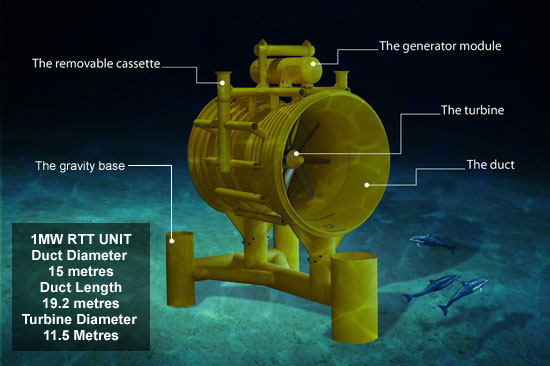 The generator module
The removable cassette
The turbine
The gravity base
The duct
1MW RTT UNIT
Duct Diameter
15 metres
Duct Length
19.2 metres
Turbine Diameter
11.5 Metres